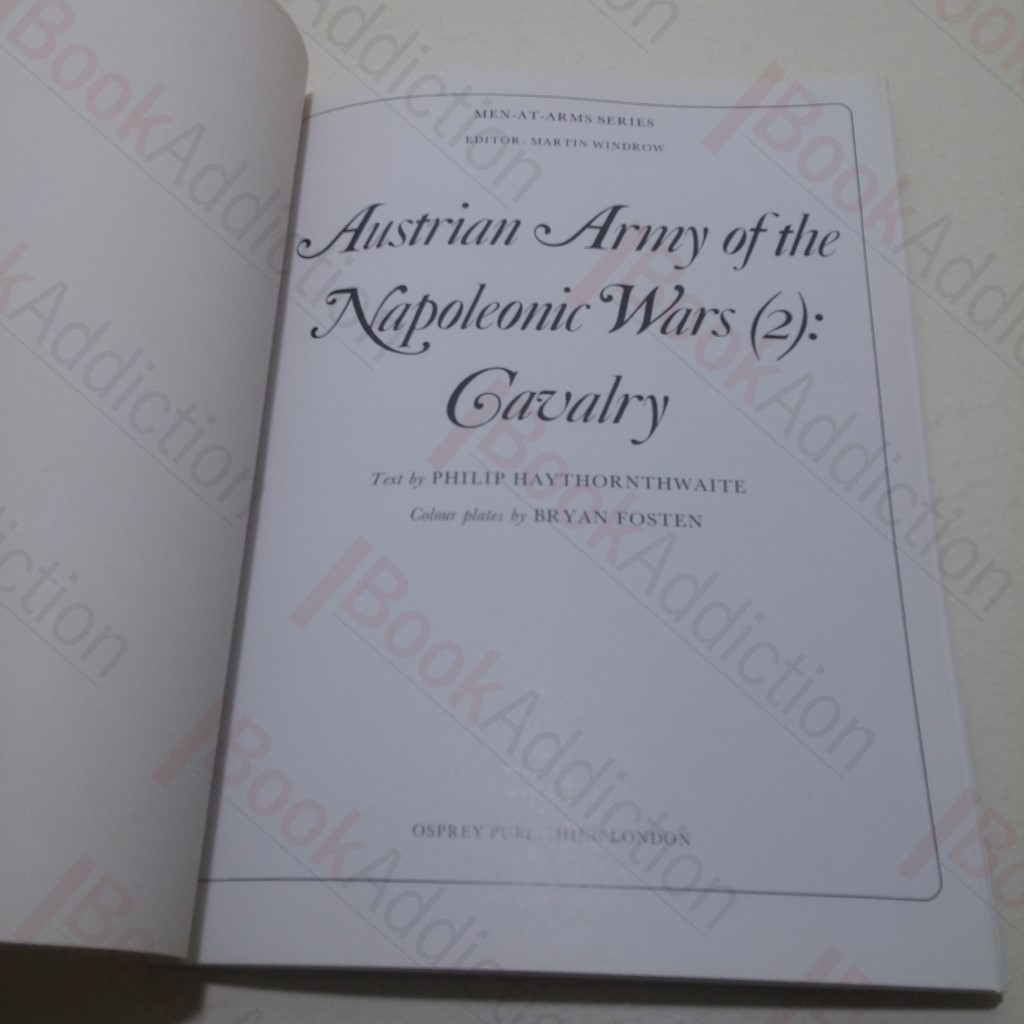 MEN-AT-ARMS SERIES
EDITOR: MARTIN WINDROW
Austrian Army of the
Napoleonic Wars (2):
Cavalry
Text by PHILIP HAYTHORNTHWAITE
Colour plates by BRYAN FOSTEN
OSPREY PUBLISHING LONDON
BookAddiction